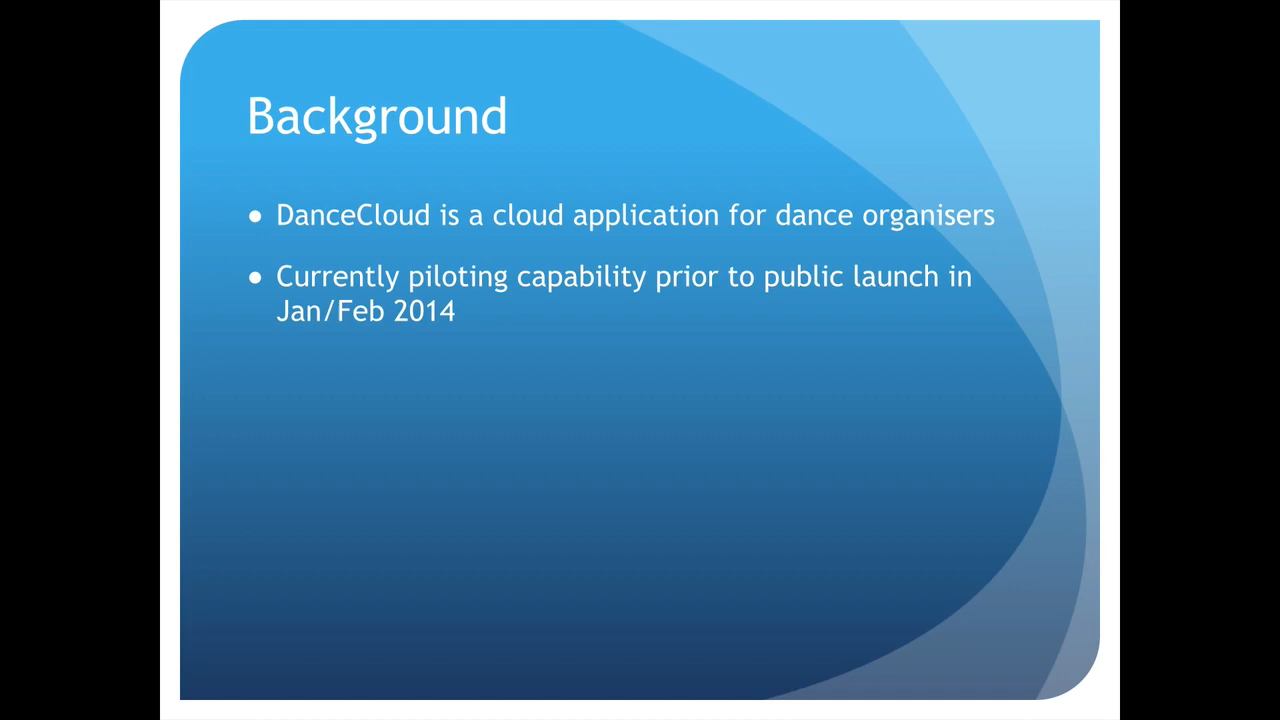 Background
● DanceCloud is a cloud application for dance organisers
● Currently piloting capability prior to public launch in
Jan/Feb 2014